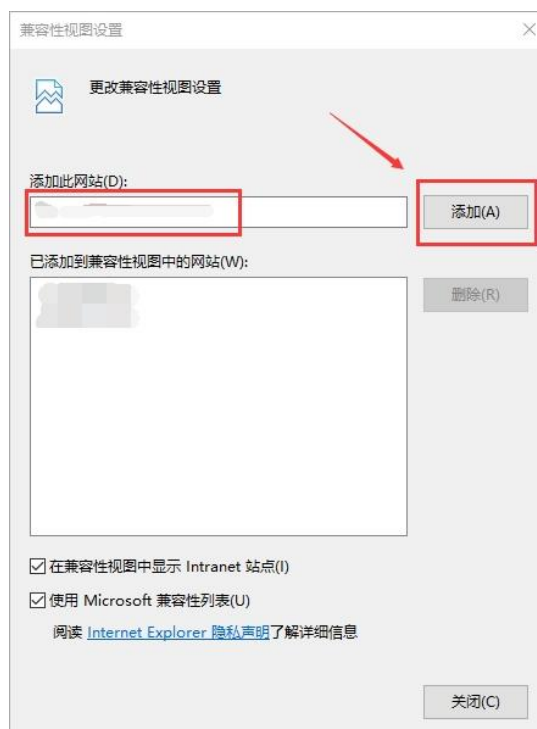 兼容性视图设置
更改兼容性视图设置
添加此网站(D):
添加(A)
已添加到兼容性视图中的网站(W):
删除(R)
在兼容性视图中显示 Intranet 站点(I)
使用 Microsoft 兼容性列表(U)
阅读 Internet Explorer 隐私声明了解详细信息
关闭(C)